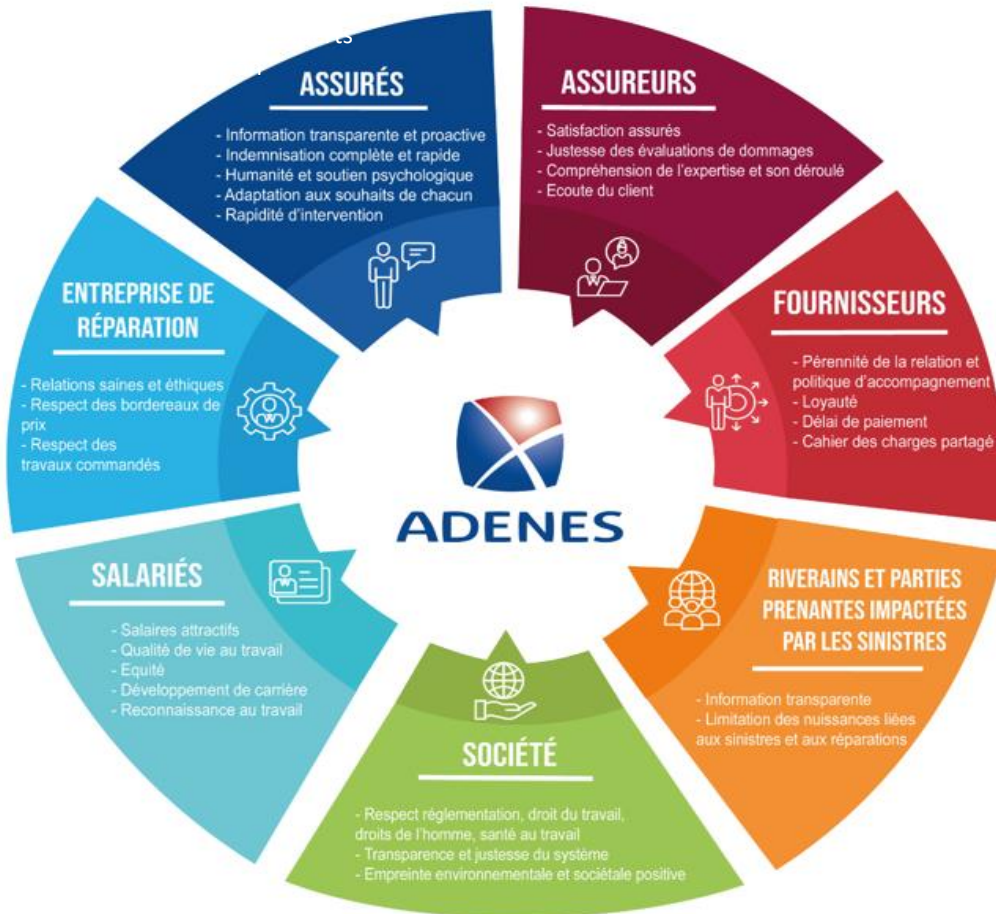 ASSURÉS
- Information transparente et proactive
- Indemnisation complète et rapide
- Humanité et soutien psychologique
- Adaptation aux souhaits de chacun
- Rapidité d'intervention
ASSUREURS
- Satisfaction assurés
- Justesse des évaluations de dommages
- Compréhension de l'expertise et son déroulé
- Ecoute du client
FOURNISSEURS
- Pérennité de la relation et
politique d'accompagnement
- Loyauté
- Délai de paiement
- Cahier des charges partagé
RIVERAINS ET PARTIES
PRENANTES IMPACTÉES
PAR LES SINISTRES
- Information transparente
- Limitation des nuissances liées
aux sinistres et aux réparations
SOCIÉTÉ
- Respect réglementation, droit du travail,
droits de l'homme, santé au travail
- Transparence et justesse du système
- Empreinte environnementale et sociétale positive
SALARIÉS
- Salaires attractifs
- Qualité de vie au travail
- Equité
- Développement de carrière
- Reconnaissance au travail
ENTREPRISE DE
RÉPARATION
- Relations saines et éthiques
- Respect des bordereaux de
prix
- Respect des
travaux commandés
ADENES